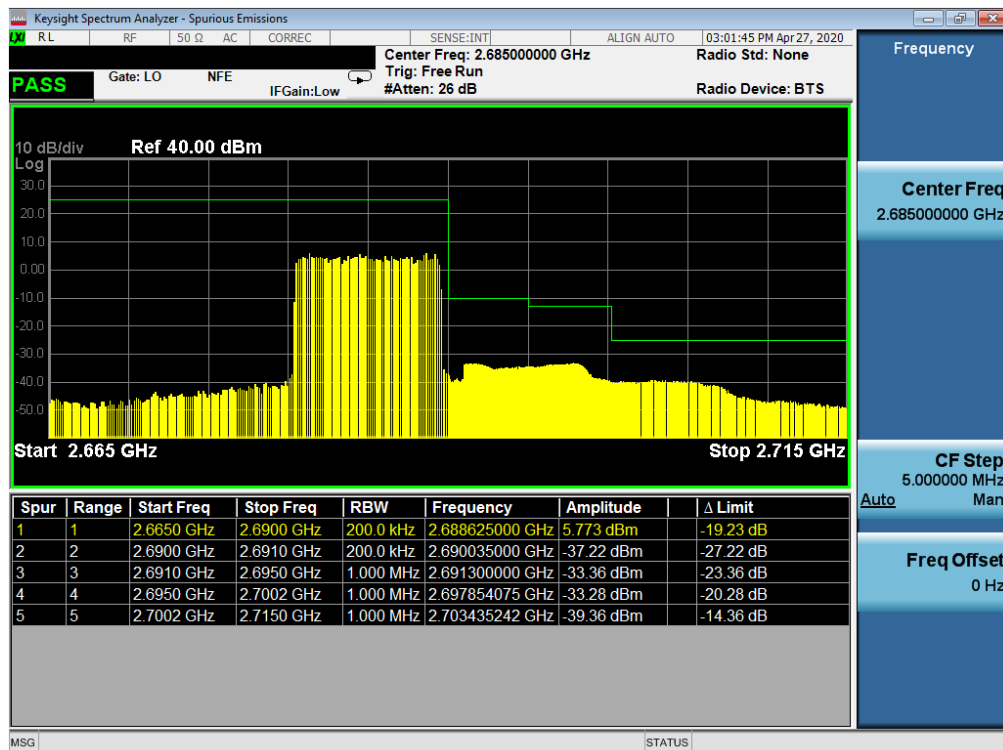 Keysight Spectrum Analyzer - Spurious Emissions
LXI RL RF 50 Ω AC CORREC SENSE:INT ALIGN AUTO 03:01:45 PM Apr 27, 2020
Center Freq: 2.685000000 GHz Radio Std: None
PASS Gate: LO NFE Trig: Free Run
IFGain:Low #Atten: 26 dB Radio Device: BTS
Frequency
10 dB/div Ref 40.00 dBm
Log
30.0
20.0
10.0
0.00
-10.0
-20.0
-30.0
-40.0
-50.0
Start 2.665 GHz Stop 2.715 GHz
Spur Range Start Freq Stop Freq RBW Frequency Amplitude Δ Limit
1 1 2.6650 GHz 2.6900 GHz 200.0 kHz 2.688625000 GHz 5.773 dBm -19.23 dB
2 2 2.6900 GHz 2.6910 GHz 200.0 kHz 2.690035000 GHz -37.22 dBm -27.22 dB
3 3 2.6910 GHz 2.6950 GHz 1.000 MHz 2.691300000 GHz -33.36 dBm -23.36 dB
4 4 2.6950 GHz 2.7002 GHz 1.000 MHz 2.697854075 GHz -33.28 dBm -20.28 dB
5 5 2.7002 GHz 2.7150 GHz 1.000 MHz 2.703435242 GHz -39.36 dBm -14.36 dB
Center Freq
2.685000000 GHz
CF Step
5.000000 MHz
Auto Man
Freq Offset
0 Hz
MSG STATUS